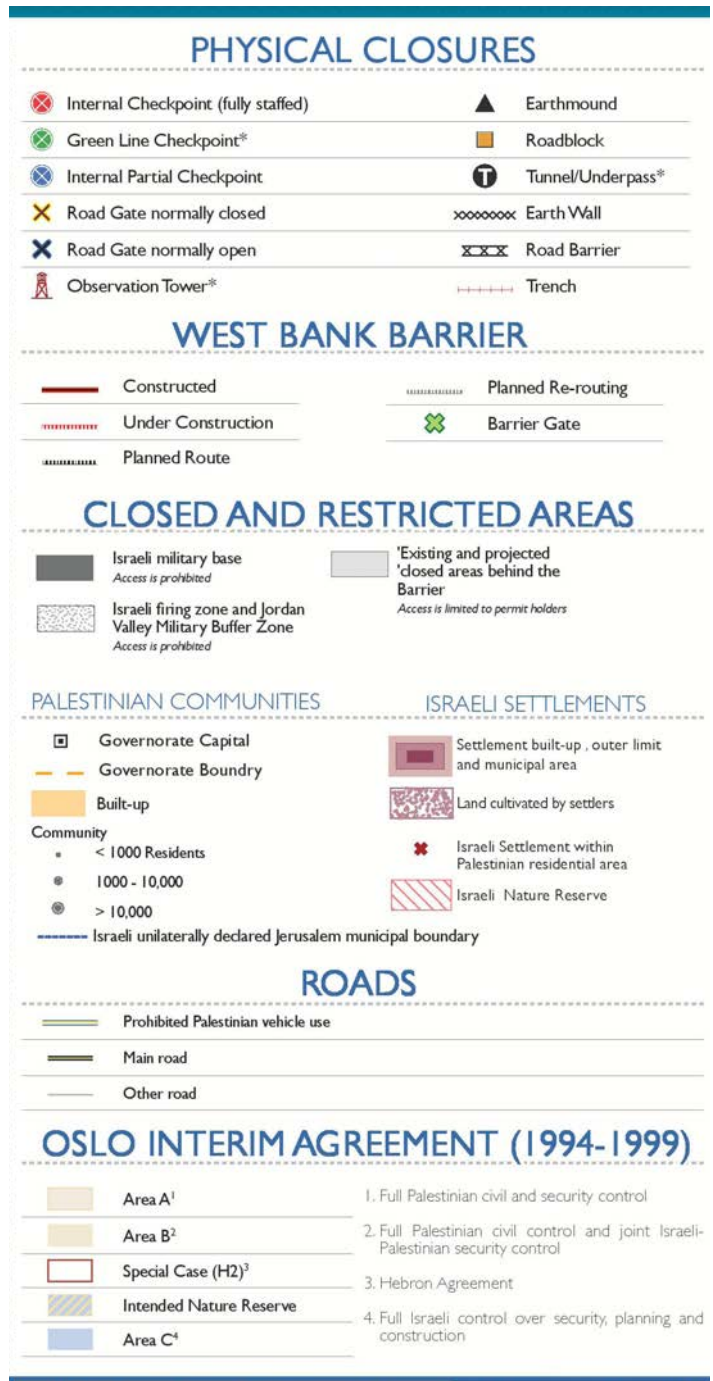 PHYSICAL CLOSURES
Internal Checkpoint (fully staffed)
Green Line Checkpoint*
Internal Partial Checkpoint
Road Gate normally closed
Road Gate normally open
Observation Tower*
Earthmound
Roadblock
T Tunnel/Underpass*
Earth Wall
Road Barrier
Trench
WEST BANK BARRIER
Constructed
Under Construction
Planned Route
Planned Re-routing
Barrier Gate
CLOSED AND RESTRICTED AREAS
Israeli military base
Access is prohibited
Israeli firing zone and Jordan
Valley Military Buffer Zone
Access is prohibited
'Existing and projected
'closed areas behind the
Barrier
Access is limited to permit holders
PALESTINIAN COMMUNITIES
Governorate Capital
Governorate Boundry
Built-up
Community
< 1000 Residents
1000 - 10,000
> 10,000
Israeli unilaterally declared Jerusalem municipal boundary
ISRAELI SETTLEMENTS
Settlement built-up , outer limit
and municipal area
Land cultivated by settlers
Israeli Settlement within
Palestinian residential area
Israeli Nature Reserve
ROADS
Prohibited Palestinian vehicle use
Main road
Other road
OSLO INTERIM AGREEMENT (1994-1999)
Area A¹
Area B²
Special Case (H2)³
Intended Nature Reserve
Area C⁴
1. Full Palestinian civil and security control
2. Full Palestinian civil control and joint Israeli-
Palestinian security control
3. Hebron Agreement
4. Full Israeli control over security, planning and
construction